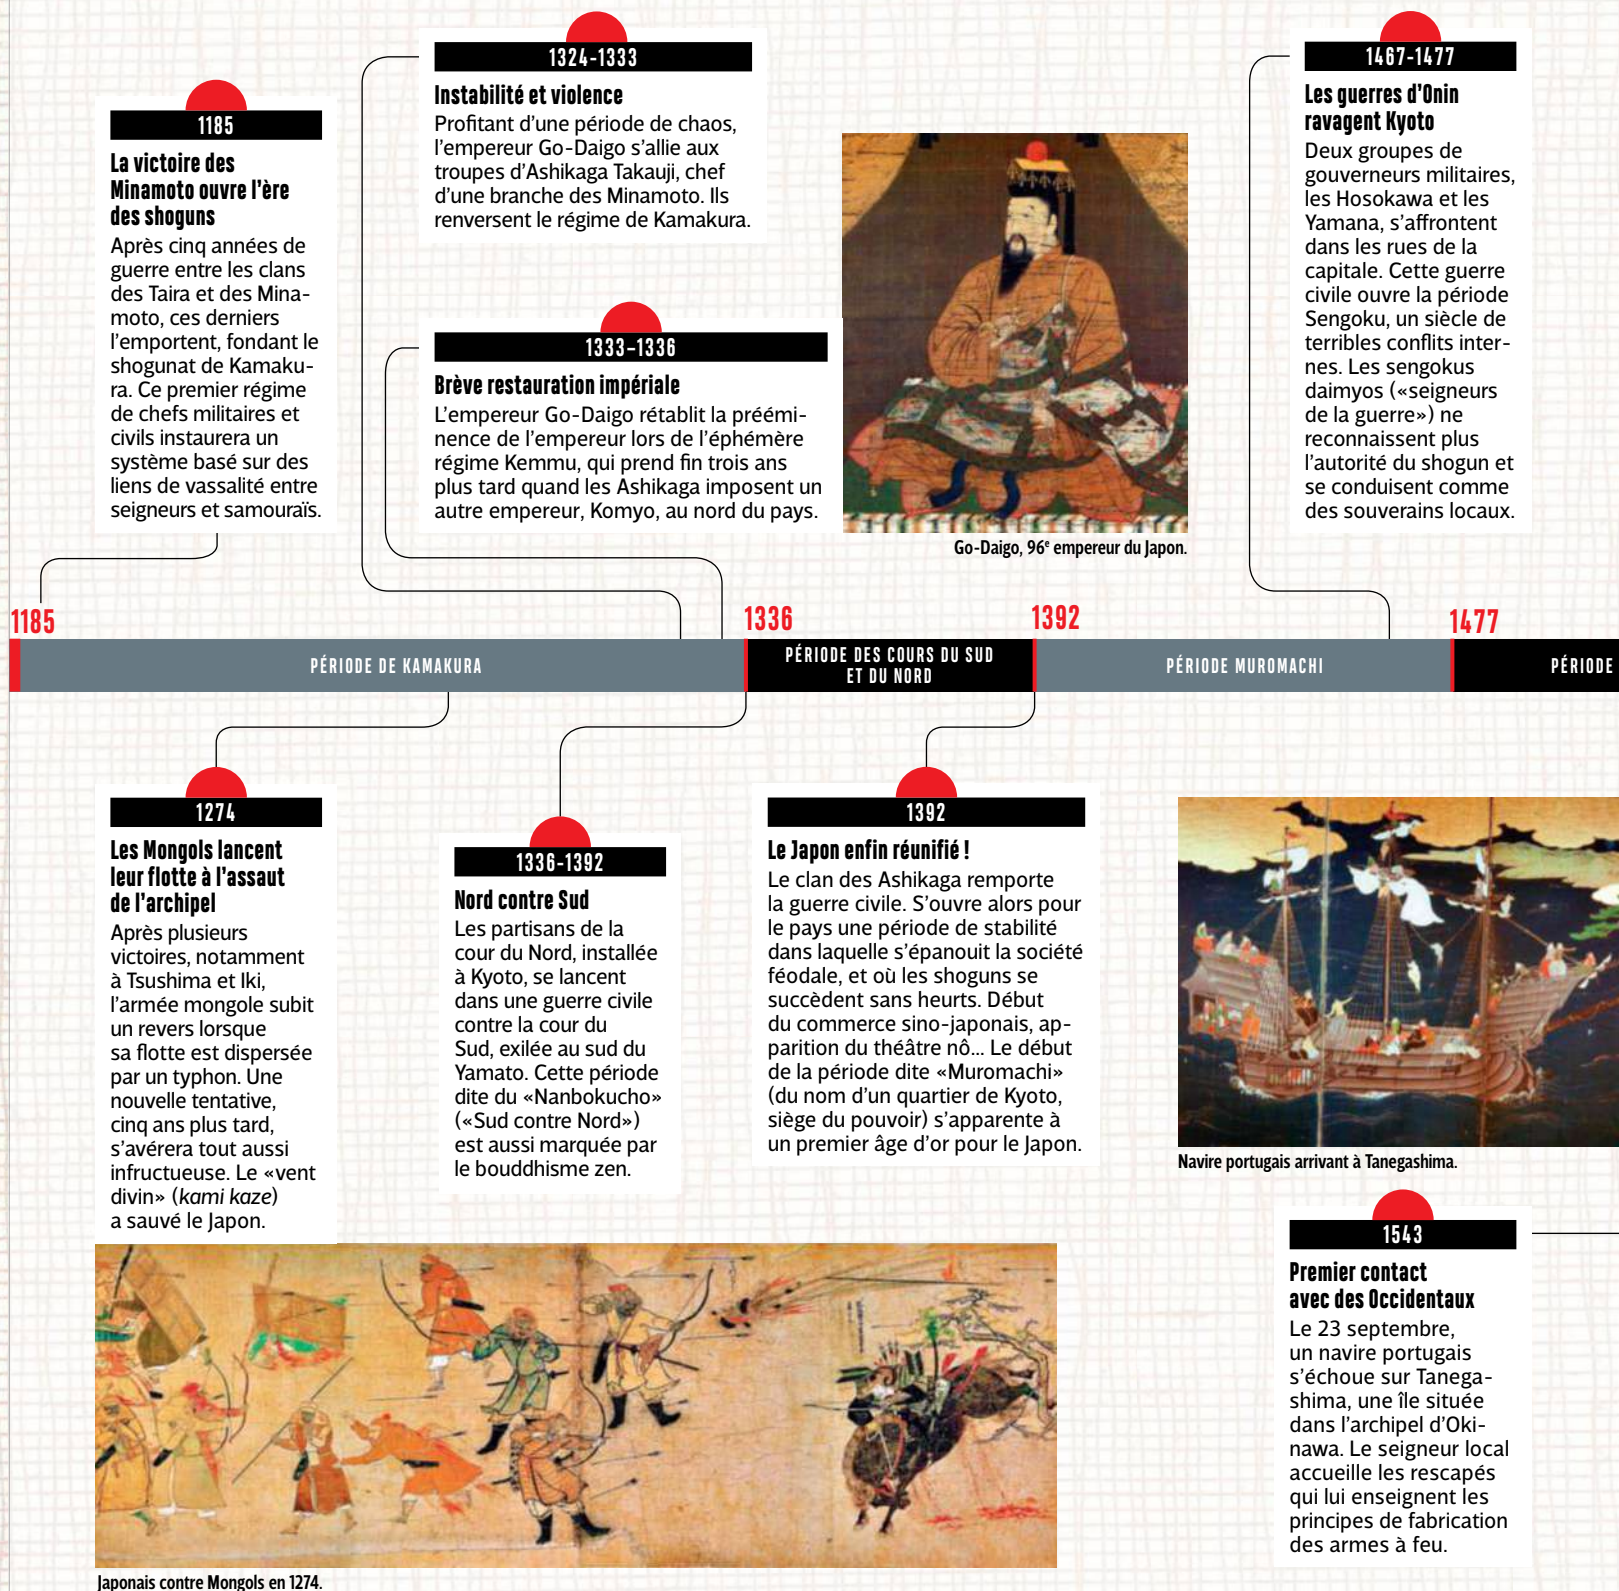 1185
La victoire des
Minamoto ouvre l'ère
des shoguns
Après cinq années de
guerre entre les clans
des Taira et des Mina-
moto, ces derniers
l'emportent, fondant le
shogunat de Kamaku-
ra. Ce premier régime
de chefs militaires et
civils instaurera un
système basé sur des
liens de vassalité entre
seigneurs et samouraïs.
1324-1333
Instabilité et violence
Profitant d'une période de chaos,
l'empereur Go-Daigo s'allie aux
troupes d'Ashikaga Takauji, chef
d'une branche des Minamoto. Ils
renversent le régime de Kamakura.
1333-1336
Brève restauration impériale
L'empereur Go-Daigo rétablit la préémi-
nence de l'empereur lors de l'éphémère
régime Kemmu, qui prend fin trois ans
plus tard quand les Ashikaga imposent un
autre empereur, Komyo, au nord du pays.
Go-Daigo, 96e empereur du Japon.
1467-1477
Les guerres d'Onin
ravagent Kyoto
Deux groupes de
gouverneurs militaires,
les Hosokawa et les
Yamana, s'affrontent
dans les rues de la
capitale. Cette guerre
civile ouvre la période
Sengoku, un siècle de
terribles conflits inter-
nes. Les sengokus
daimyos («seigneurs
de la guerre») ne
reconnaissent plus
l'autorité du shogun et
se conduisent comme
des souverains locaux.
1185
1336
1392
1477
PÉRIODE DE KAMAKURA
PÉRIODE DES COURS DU SUD
ET DU NORD
PÉRIODE MUROMACHI
PÉRIODE
1274
Les Mongols lancent
leur flotte à l'assaut
de l'archipel
Après plusieurs
victoires, notamment
à Tsushima et Iki,
l'armée mongole subit
un revers lorsque
sa flotte est dispersée
par un typhon. Une
nouvelle tentative,
cinq ans plus tard,
s'avérera tout aussi
infructueuse. Le «vent
divin» (kami kaze)
a sauvé le Japon.
1336-1392
Nord contre Sud
Les partisans de la
cour du Nord, installée
à Kyoto, se lancent
dans une guerre civile
contre la cour du
Sud, exilée au sud du
Yamato. Cette période
dite du «Nanbokucho»
(«Sud contre Nord»)
est aussi marquée par
le bouddhisme zen.
1392
Le Japon enfin réunifié !
Le clan des Ashikaga remporte
la guerre civile. S'ouvre alors pour
le pays une période de stabilité
dans laquelle s'épanouit la société
féodale, et où les shoguns se
succèdent sans heurts. Début
du commerce sino-japonais, ap-
parition du théâtre nô... Le début
de la période dite «Muromachi»
(du nom d'un quartier de Kyoto,
siège du pouvoir) s'apparente à
un premier âge d'or pour le Japon.
Navire portugais arrivant à Tanegashima.
1543
Premier contact
avec des Occidentaux
Le 23 septembre,
un navire portugais
s'échoue sur Tanega-
shima, une île située
dans l'archipel d'Oki-
nawa. Le seigneur local
accueille les rescapés
qui lui enseignent les
principes de fabrication
des armes à feu.
Japonais contre Mongols en 1274.